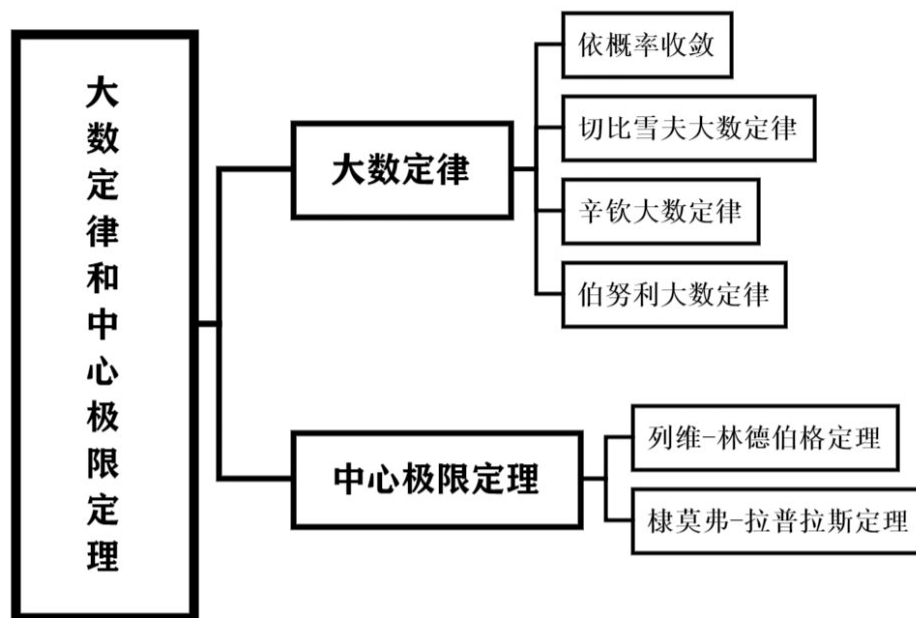 大数定律和中心极限定理
大数定律
依概率收敛
切比雪夫大数定律
辛钦大数定律
伯努利大数定律
中心极限定理
列维-林德伯格定理
棣莫弗-拉普拉斯定理